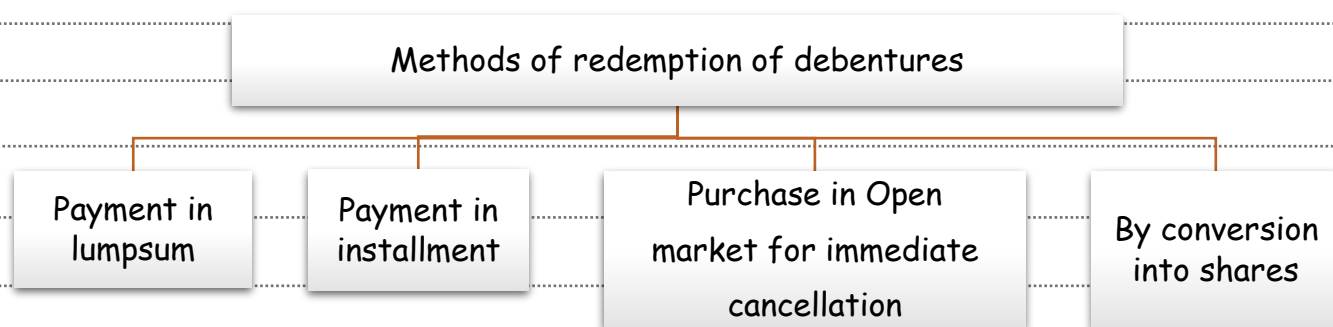 Methods of redemption of debentures
Payment in
lumpsum
Payment in
installment
Purchase in Open
market for immediate
cancellation
By conversion
into shares